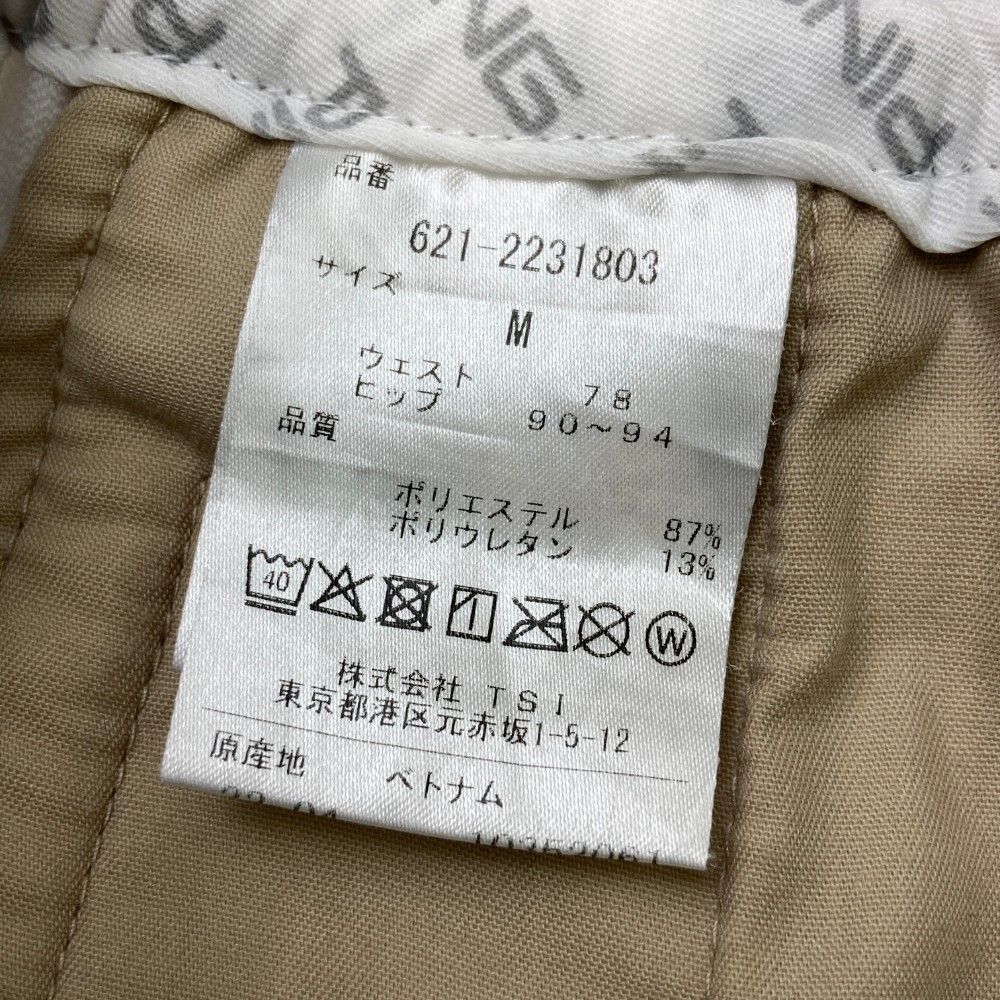 PING
品番
621-2231803
サイズ
M
ウェスト 78
ヒップ 90～94
品質
ポリエステル 87%
ポリウレタン 13%
40
W
株式会社 TSI
東京都港区元赤坂1-5-12
原産地 ベトナム